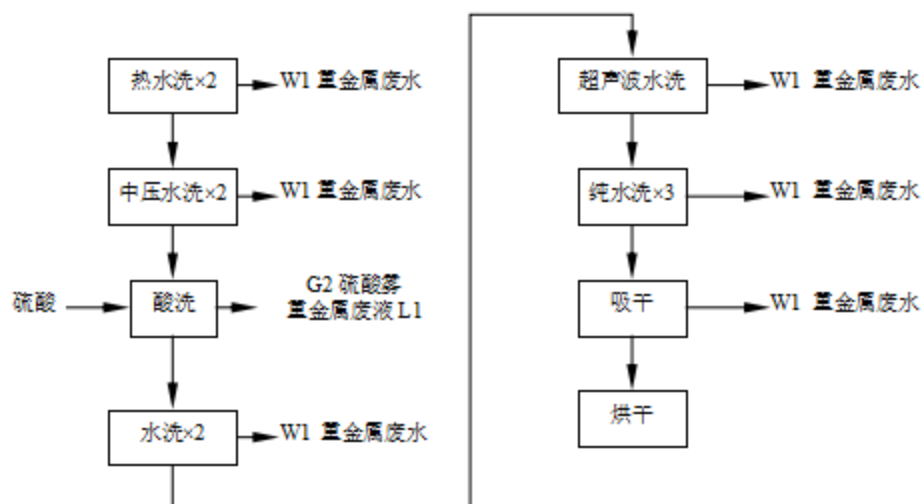 热水洗×2
W1 重金属废水
中压水洗×2
W1 重金属废水
硫酸
酸洗
G2 硫酸雾
重金属废液 L1
水洗×2
W1 重金属废水
超声波水洗
W1 重金属废水
纯水洗×3
W1 重金属废水
吸干
W1 重金属废水
烘干